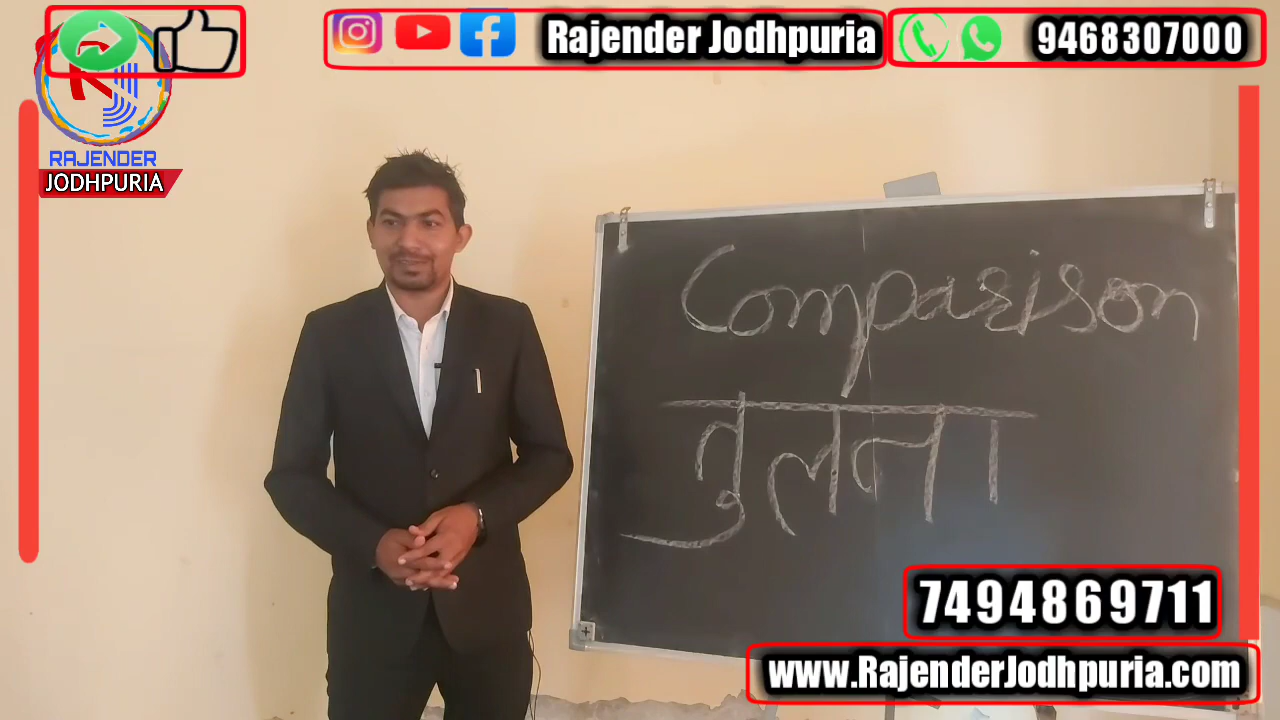 Rajender Jodhpuria
9468307000
RAJENDER
JODHPURIA
Comparison
तुलना
7494869711
www.RajenderJodhpuria.com